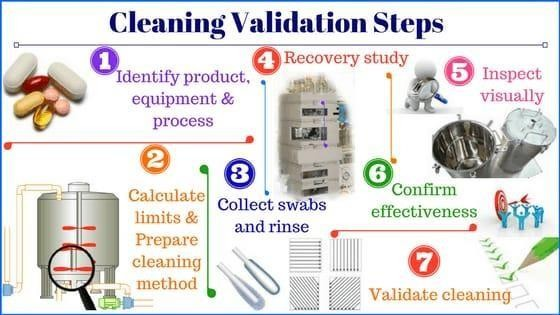 Cleaning Validation Steps
1
Identify product,
equipment &
process
2
Calculate
limits &
Prepare
cleaning
method
3
Collect swabs
and rinse
4
Recovery study
5
Inspect
visually
6
Confirm
effectiveness
7
Validate cleaning